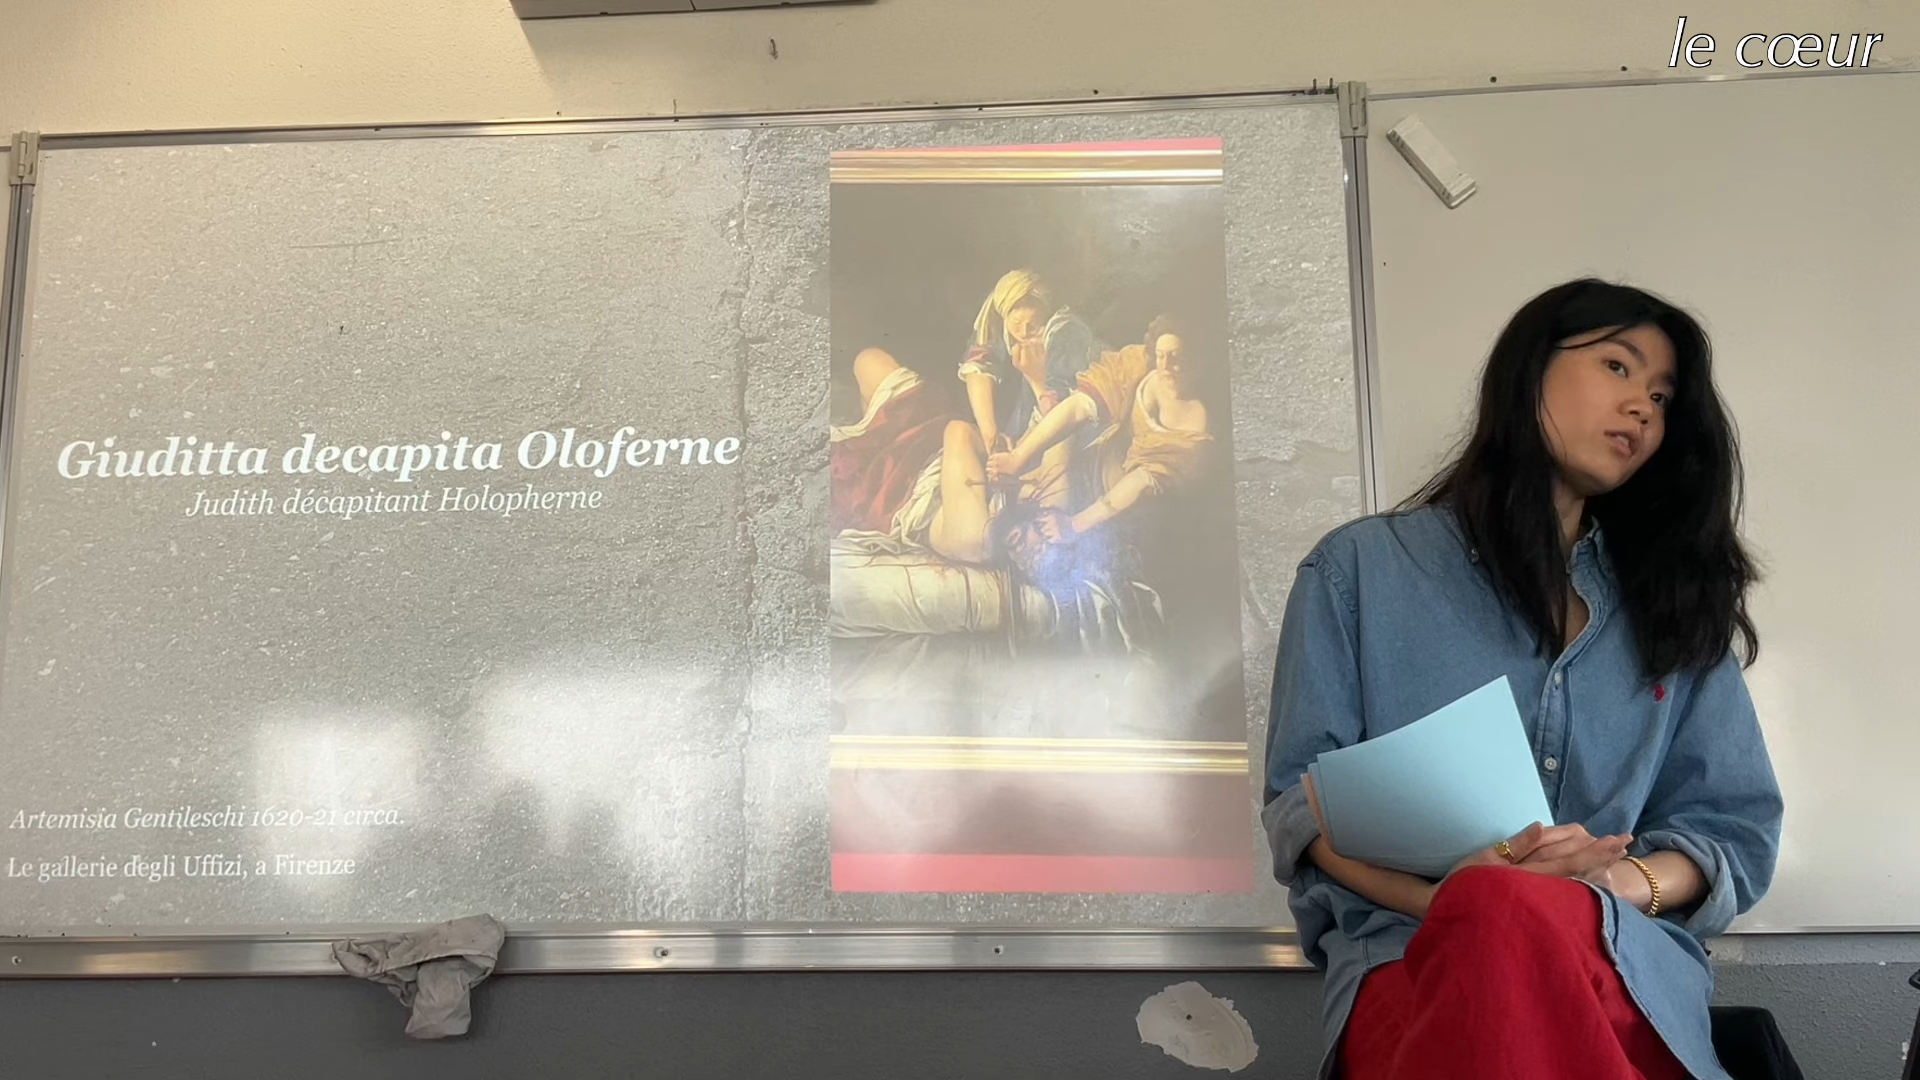 le cœur
Giuditta decapita Oloferne
Judith décapitant Holopherne
Artemisia Gentileschi 1620-21 circa.
Le gallerie degli Uffizi, a Firenze